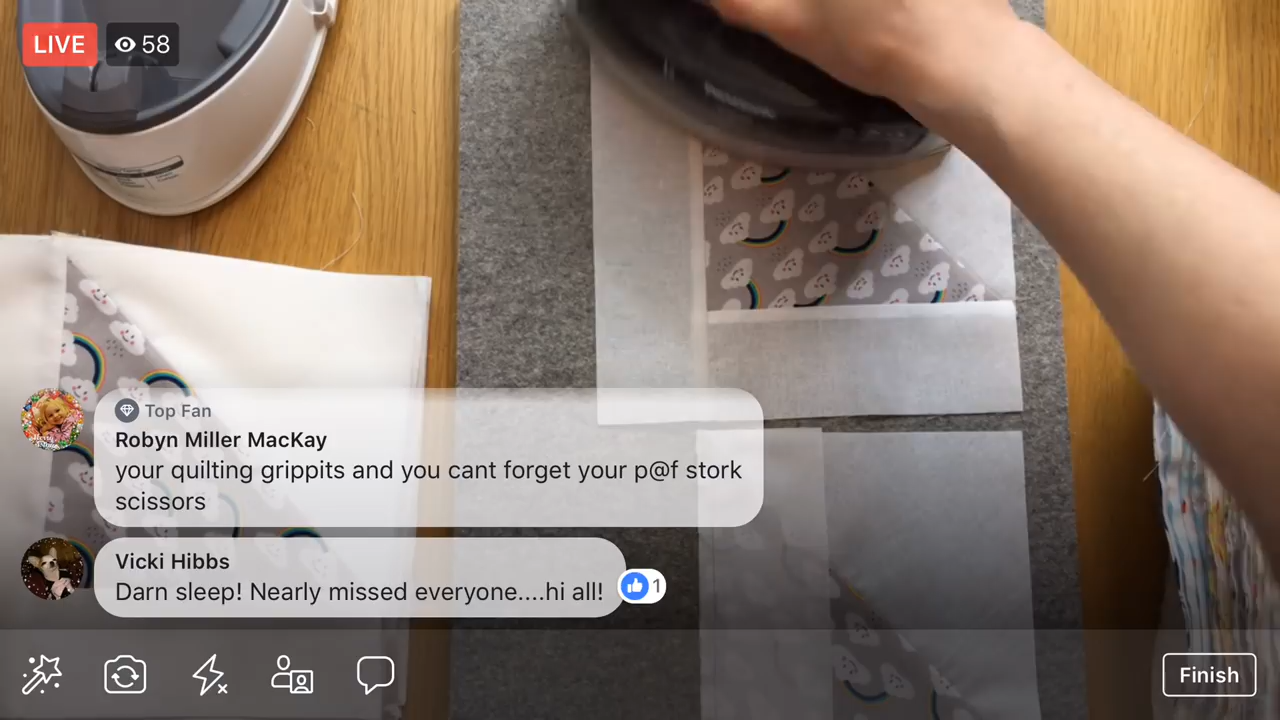 LIVE 58
Top Fan
Robyn Miller MacKay
your quilting grippits and you cant forget your p@f stork
scissors
Vicki Hibbs
Darn sleep! Nearly missed everyone....hi all!
1
Finish